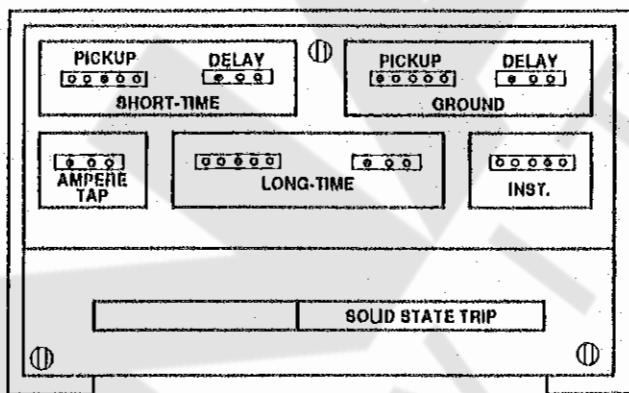 PICKUP DELAY
SHORT-TIME
PICKUP DELAY
GROUND
AMPERE
TAP
LONG-TIME
INST.
SOLID STATE TRIP